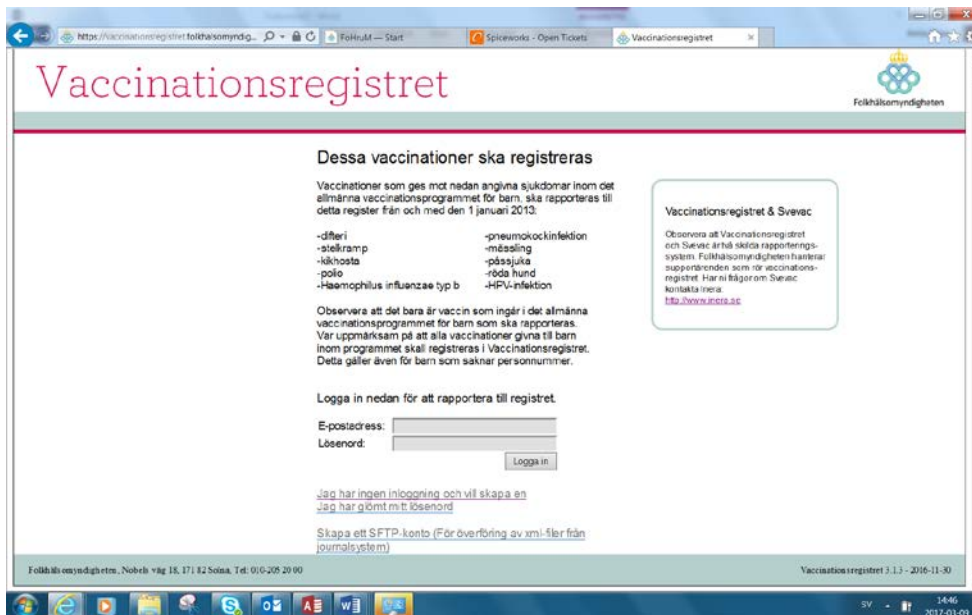 https://vaccinationsregistret.folkhalsomyndig...
FoHruM — Start
Spiceworks - Open Tickets
Vaccinationsregistret
Vaccinationsregistret
Folkhälsomyndigheten
Dessa vaccinationer ska registreras
Vaccinationer som ges mot nedan angivna sjukdomar inom det
allmänna vaccinationsprogrammet för barn, ska rapporteras till
detta register från och med den 1 januari 2013:
-difteri
-stelkramp
-kikhosta
-polio
-Haemophilus influenzae typ b
-pneumokockinfektion
-mässling
-påssjuka
-röda hund
-HPV-infektion
Observera att det bara är vaccin som ingår i det allmänna
vaccinationsprogrammet för barn som ska rapporteras.
Var uppmärksam på att alla vaccinationer givna till barn
inom programmet skall registreras i Vaccinationsregistret.
Detta gäller även för barn som saknar personnummer.
Logga in nedan för att rapportera till registret.
E-postadress:
Lösenord:
Logga in
Jag har ingen inloggning och vill skapa en
Jag har glömt mitt lösenord
Skapa ett SFTP-konto (För överföring av xml-filer från
journalsystem)
Vaccinationsregistret & Svevac
Observera att Vaccinationsregistret
och Svevac är två skilda rapporterings-
system. Folkhälsomyndigheten hanterar
supportärenden som rör vaccinations-
registret. Har ni frågor om Svevac
kontakta Inera:
http://www.inera.se
Folkhälsomyndigheten, Nobels väg 18, 171 82 Solna, Tel: 010-205 20 00
Vaccinationsregistret 3.1.3 - 2016-11-30
SV
14:46
2017-03-09